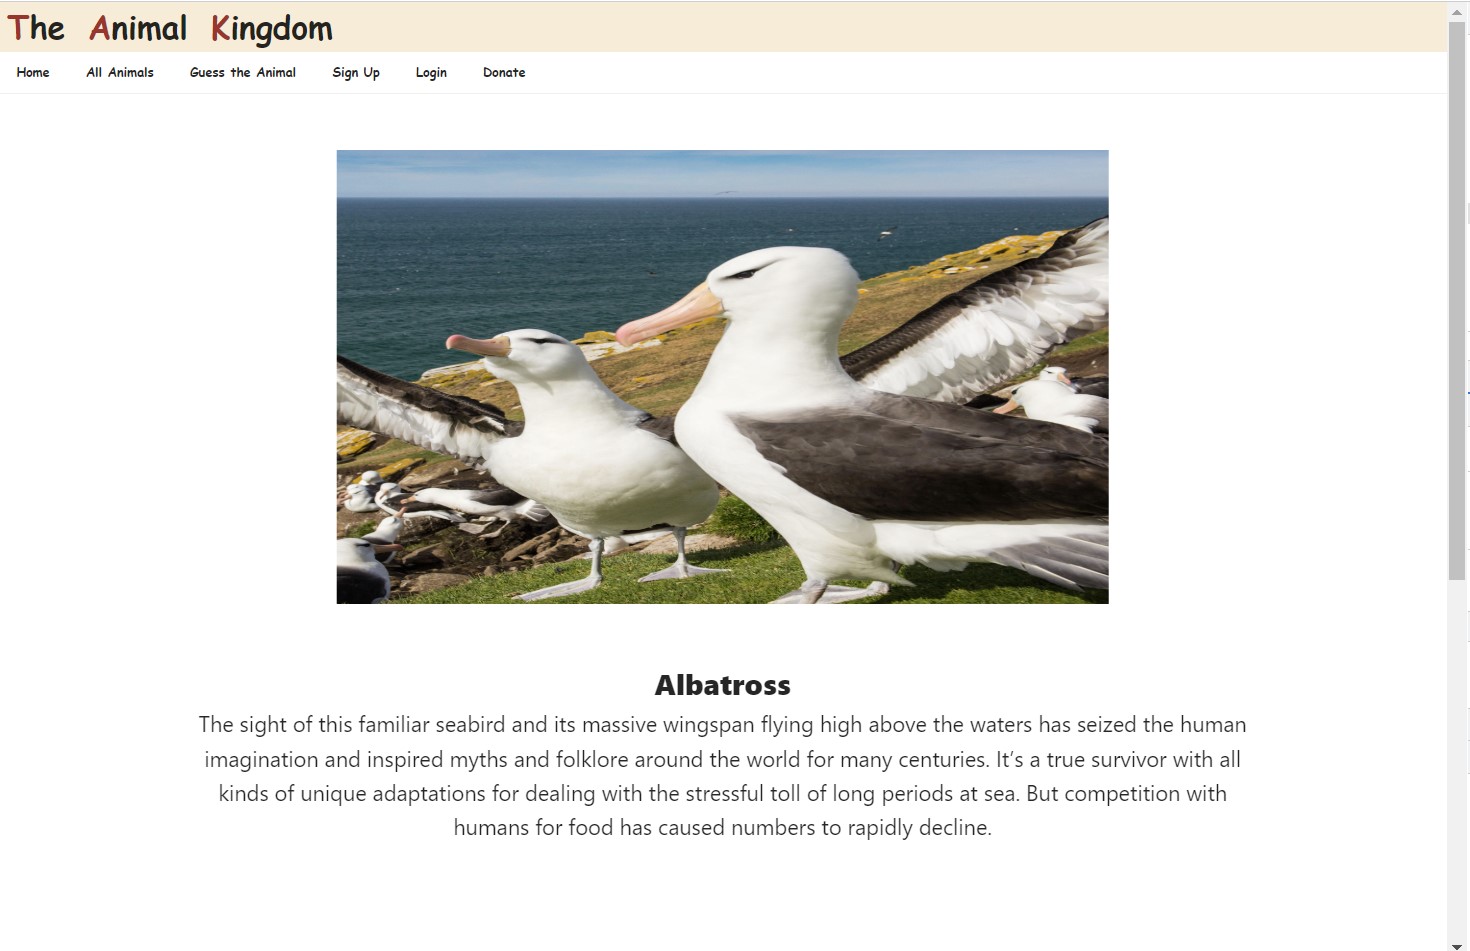 The Animal Kingdom
Home All Animals Guess the Animal Sign Up Login Donate
Albatross
The sight of this familiar seabird and its massive wingspan flying high above the waters has seized the human
imagination and inspired myths and folklore around the world for many centuries. It’s a true survivor with all
kinds of unique adaptations for dealing with the stressful toll of long periods at sea. But competition with
humans for food has caused numbers to rapidly decline.